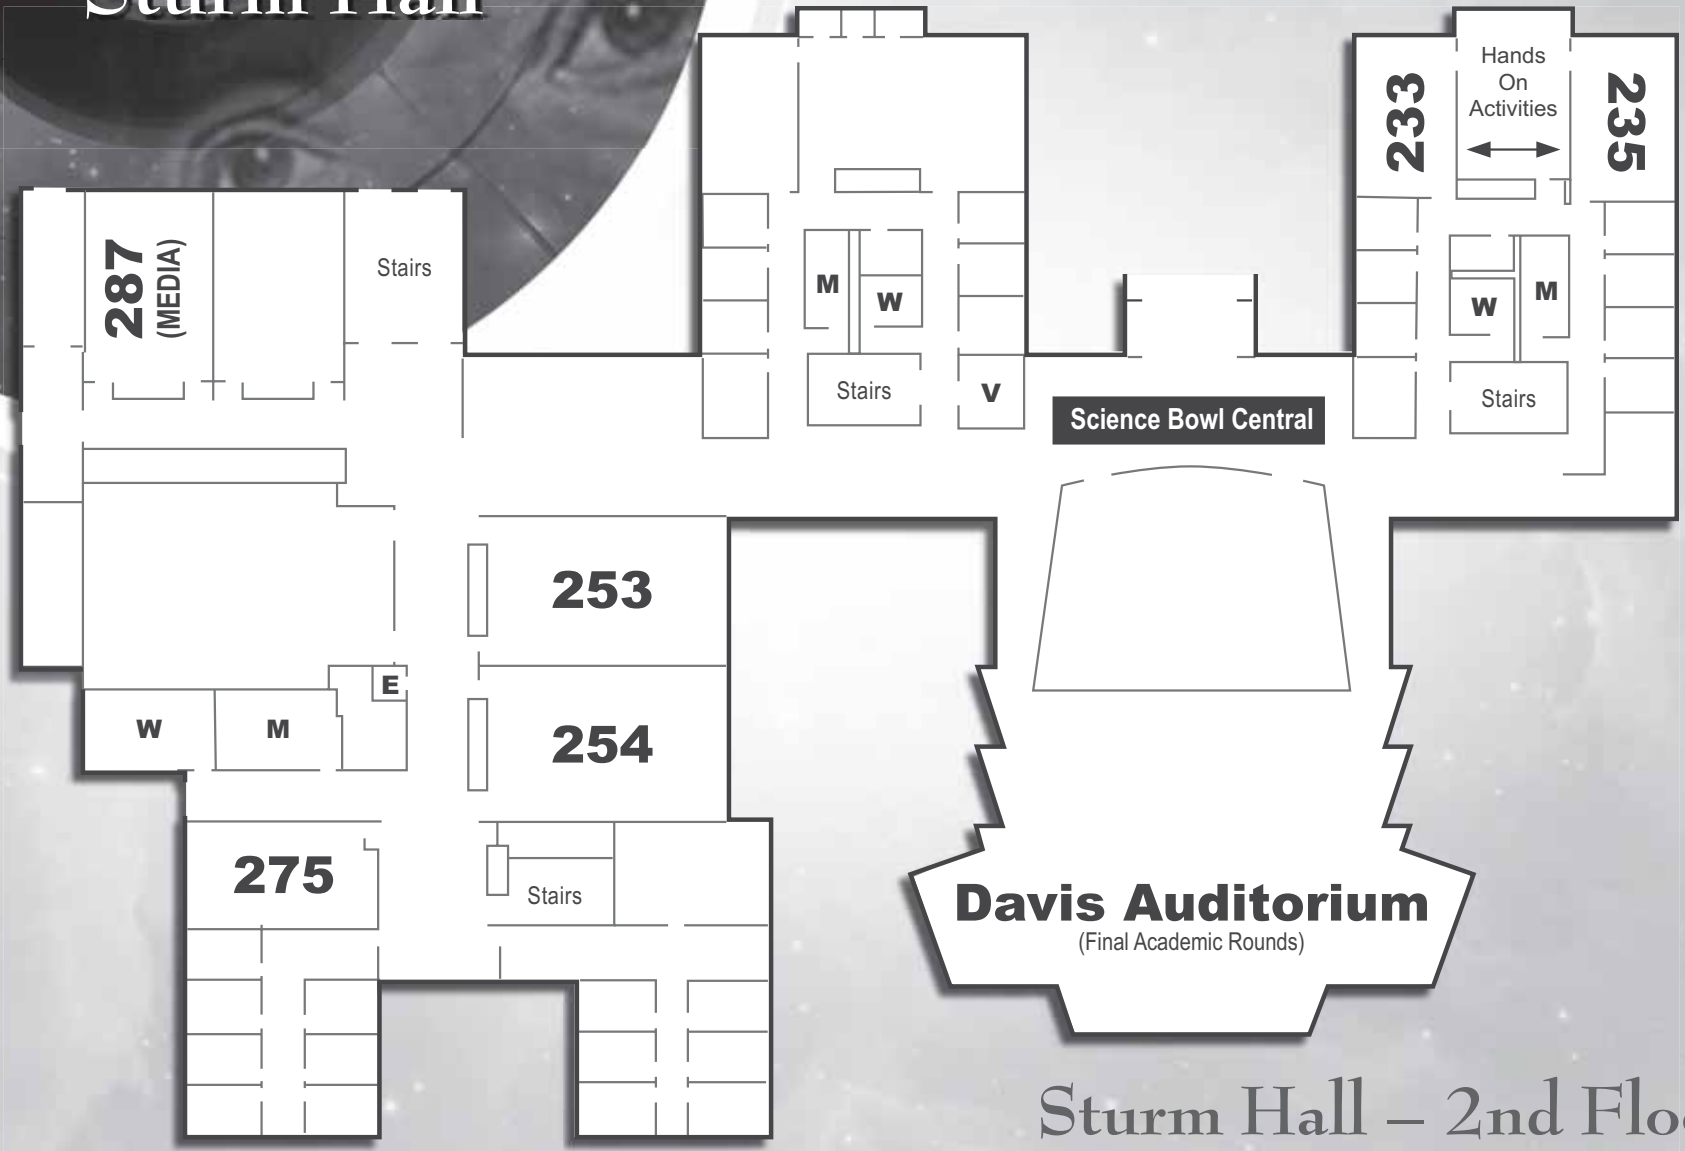 Sturm Hall
Hands
On
Activities
233
235
287
(MEDIA)
Stairs
M
W
W
M
Stairs
V
Stairs
Science Bowl Central
253
E
W
M
254
275
Stairs
Davis Auditorium
(Final Academic Rounds)
Sturm Hall – 2nd Floo